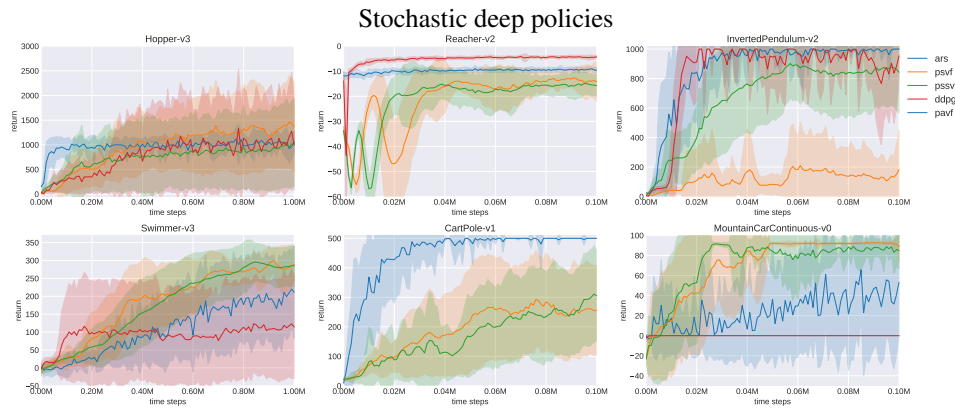 Stochastic deep policies
Hopper-v3
Reacher-v2
InvertedPendulum-v2
3000
2500
2000
1500
1000
500
0
return
0.00M 0.20M 0.40M 0.60M 0.80M 1.00M
time steps
0
−10
−20
−30
−40
−50
−60
return
0.00M 0.02M 0.04M 0.06M 0.08M 0.10M
time steps
1000
800
600
400
200
0
return
0.00M 0.02M 0.04M 0.06M 0.08M 0.10M
time steps
ars
psvf
pssv
ddpg
pavf
Swimmer-v3
CartPole-v1
MountainCarContinuous-v0
350
300
250
200
150
100
50
0
−50
return
0.00M 0.20M 0.40M 0.60M 0.80M 1.00M
time steps
500
400
300
200
100
0
return
0.00M 0.02M 0.04M 0.06M 0.08M 0.10M
time steps
100
80
60
40
20
0
−20
−40
return
0.00M 0.02M 0.04M 0.06M 0.08M 0.10M
time steps